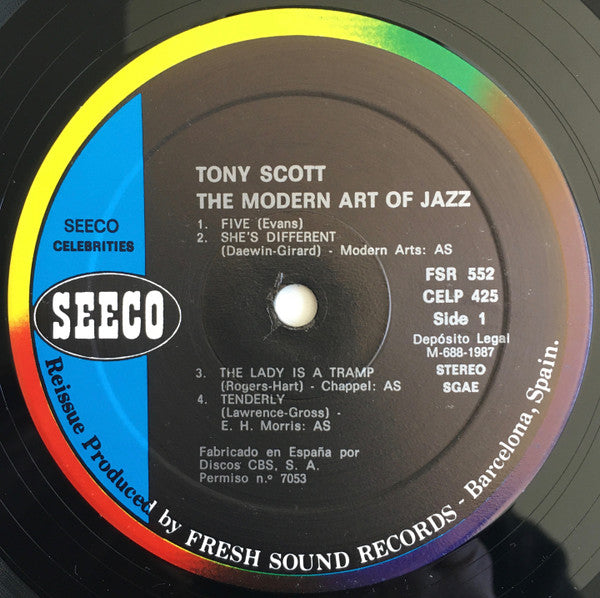 TONY SCOTT
THE MODERN ART OF JAZZ
1. FIVE (Evans)
2. SHE'S DIFFERENT
(Daewin-Girard) - Modern Arts: AS
SEECO
CELEBRITIES
SEECO
FSR 552
CELP 425
Side 1
Depósito Legal
M-688-1987
STEREO
SGAE
3. THE LADY IS A TRAMP
(Rogers-Hart) - Chappel: AS
4. TENDERLY
(Lawrence-Gross) -
E. H. Morris: AS
Fabricado en España por
Discos CBS, S. A.
Permiso n.º 7053
Reissue Produced by FRESH SOUND RECORDS - Barcelona, Spain.